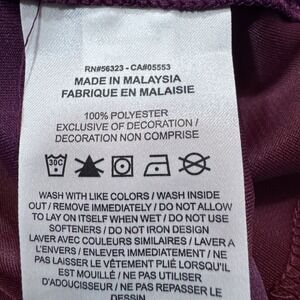 RN#56323 - CA#05553
MADE IN MALAYSIA
FABRIQUE EN MALAISIE
100% POLYESTER
EXCLUSIVE OF DECORATION /
DECORATION NON COMPRISE
30C
WASH WITH LIKE COLORS / WASH INSIDE
OUT / REMOVE IMMEDIATELY / DO NOT ALLOW
TO LAY ON ITSELF WHEN WET / DO NOT USE
SOFTENERS / DO NOT IRON DESIGN
LAVER AVEC COULEURS SIMILAIRES / LAVER A
L'ENVERS / ENLEVER IMMEDIATEMENT / NE
PAS LAISSER LE VÊTEMENT PLIÉ LORSQU'IL
EST MOUILLÉ / NE PAS UTILISER
D'ADOUCISSEUR / NE PAS REPASSER LE
DESSIN